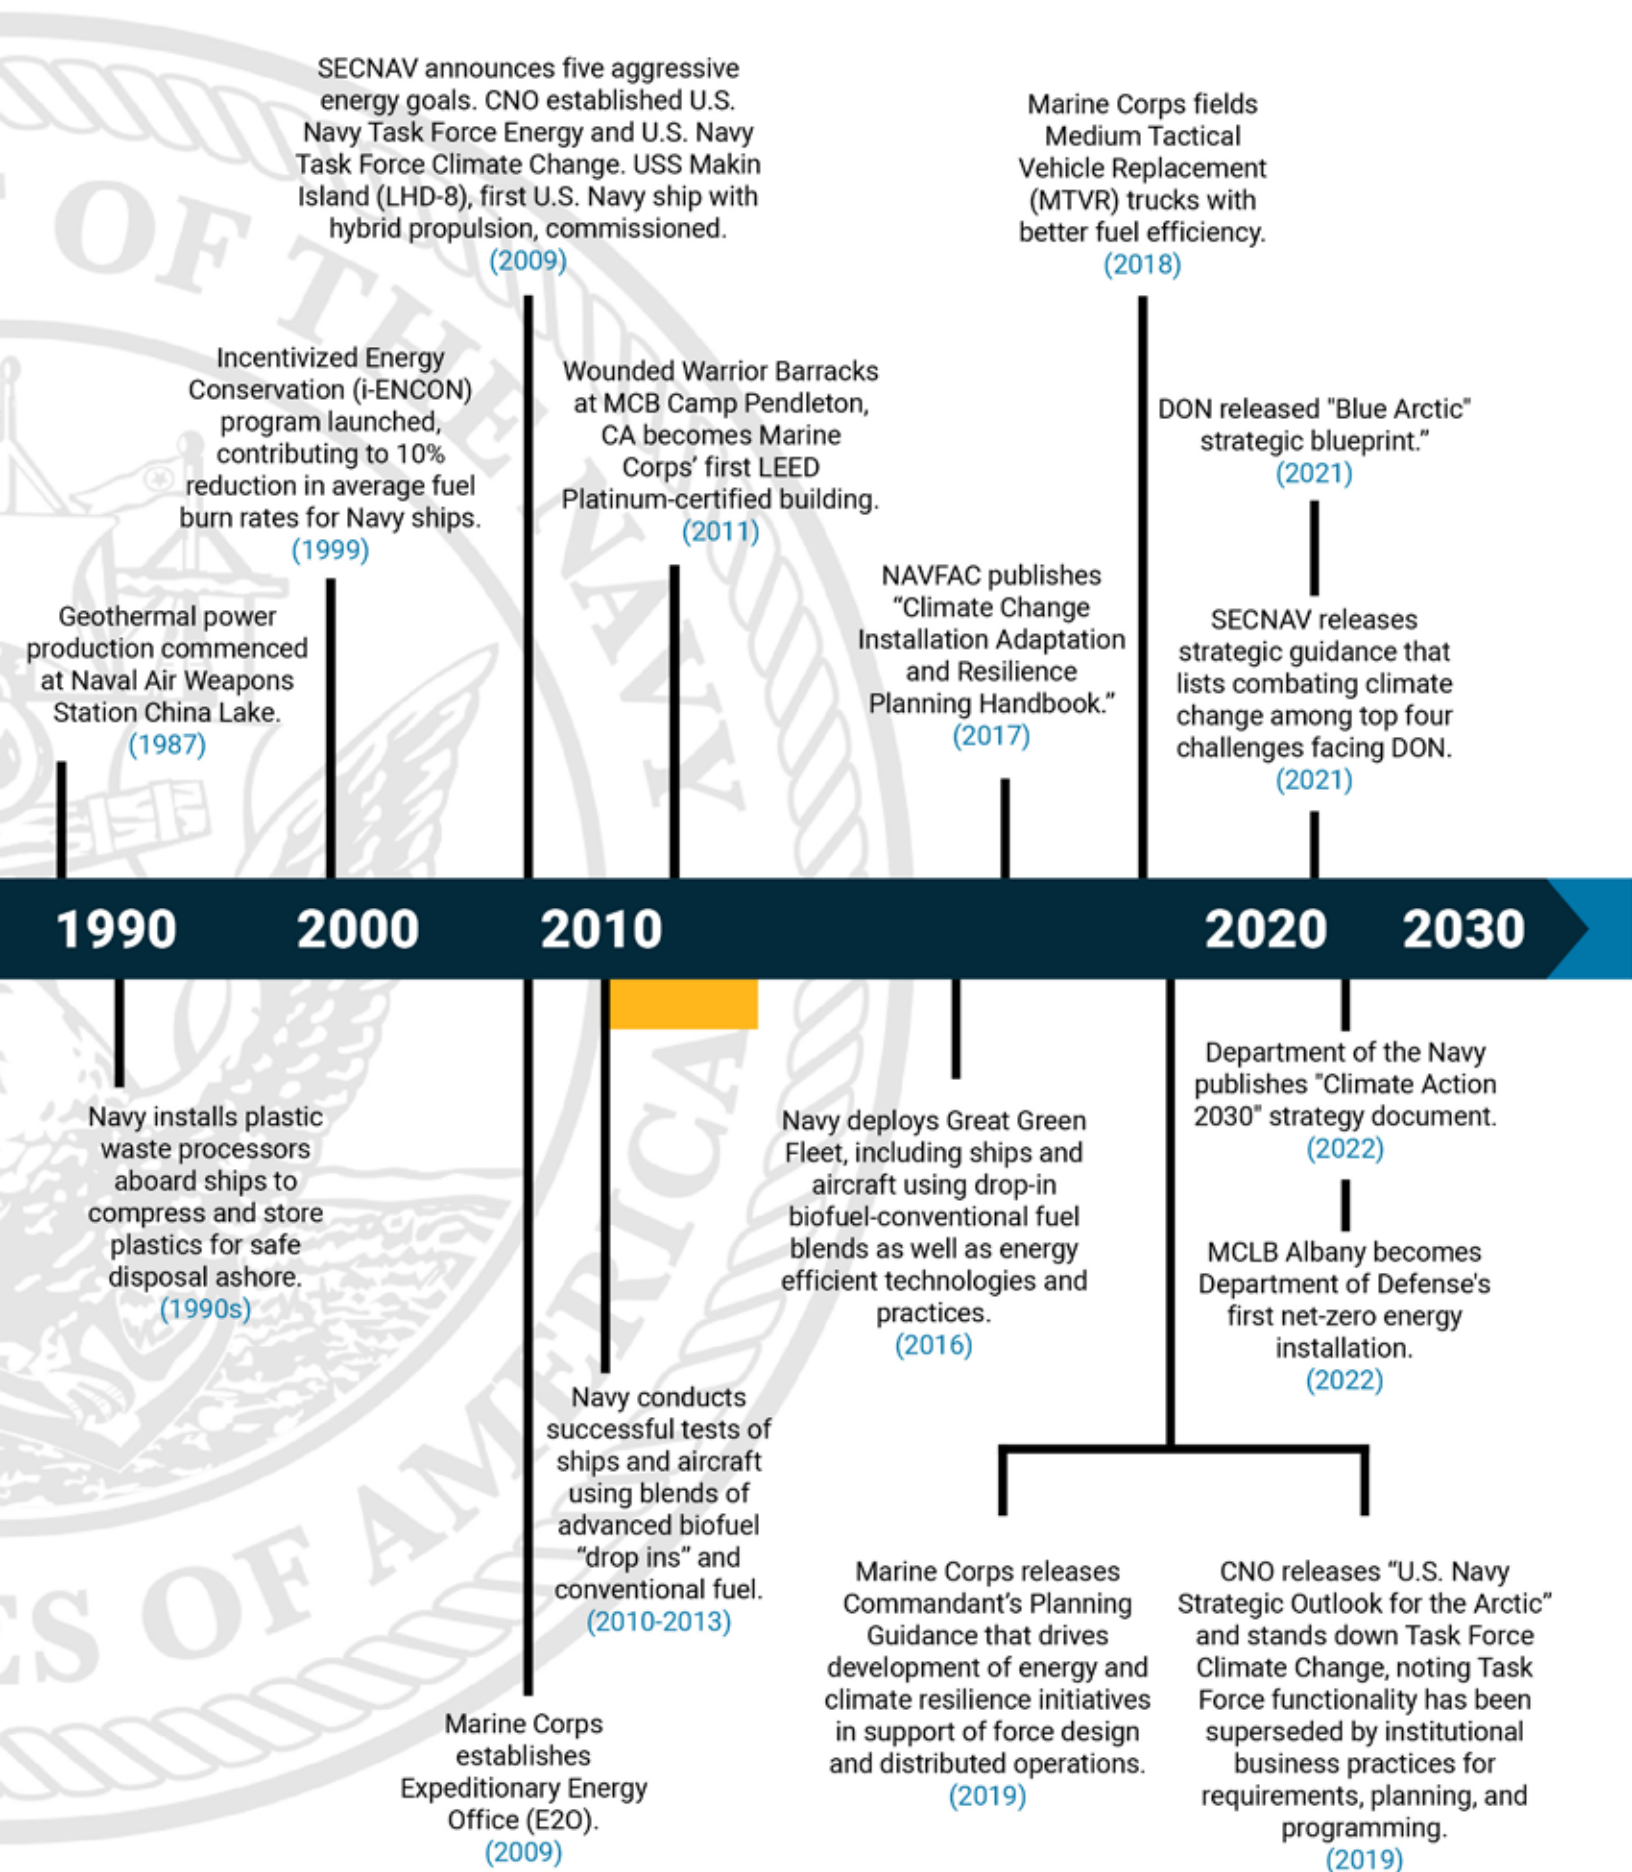 SECNAV announces five aggressive
energy goals. CNO established U.S.
Navy Task Force Energy and U.S. Navy
Task Force Climate Change. USS Makin
Island (LHD-8), first U.S. Navy ship with
hybrid propulsion, commissioned.
(2009)
Marine Corps fields
Medium Tactical
Vehicle Replacement
(MTVR) trucks with
better fuel efficiency.
(2018)
Incentivized Energy
Conservation (i-ENCON)
program launched,
contributing to 10%
reduction in average fuel
burn rates for Navy ships.
(1999)
Wounded Warrior Barracks
at MCB Camp Pendleton,
CA becomes Marine
Corps’ first LEED
Platinum-certified building.
(2011)
DON released "Blue Arctic"
strategic blueprint.”
(2021)
Geothermal power
production commenced
at Naval Air Weapons
Station China Lake.
(1987)
NAVFAC publishes
“Climate Change
Installation Adaptation
and Resilience
Planning Handbook.”
(2017)
SECNAV releases
strategic guidance that
lists combating climate
change among top four
challenges facing DON.
(2021)
1990 2000 2010 2020 2030
Navy installs plastic
waste processors
aboard ships to
compress and store
plastics for safe
disposal ashore.
(1990s)
Navy conducts
successful tests of
ships and aircraft
using blends of
advanced biofuel
“drop ins” and
conventional fuel.
(2010-2013)
Marine Corps
establishes
Expeditionary Energy
Office (E2O).
(2009)
Navy deploys Great Green
Fleet, including ships and
aircraft using drop-in
biofuel-conventional fuel
blends as well as energy
efficient technologies and
practices.
(2016)
Department of the Navy
publishes "Climate Action
2030" strategy document.
(2022)
MCLB Albany becomes
Department of Defense's
first net-zero energy
installation.
(2022)
Marine Corps releases
Commandant’s Planning
Guidance that drives
development of energy and
climate resilience initiatives
in support of force design
and distributed operations.
(2019)
CNO releases “U.S. Navy
Strategic Outlook for the Arctic”
and stands down Task Force
Climate Change, noting Task
Force functionality has been
superseded by institutional
business practices for
requirements, planning, and
programming.
(2019)
OF THE NAVY
ES OF AMERICA